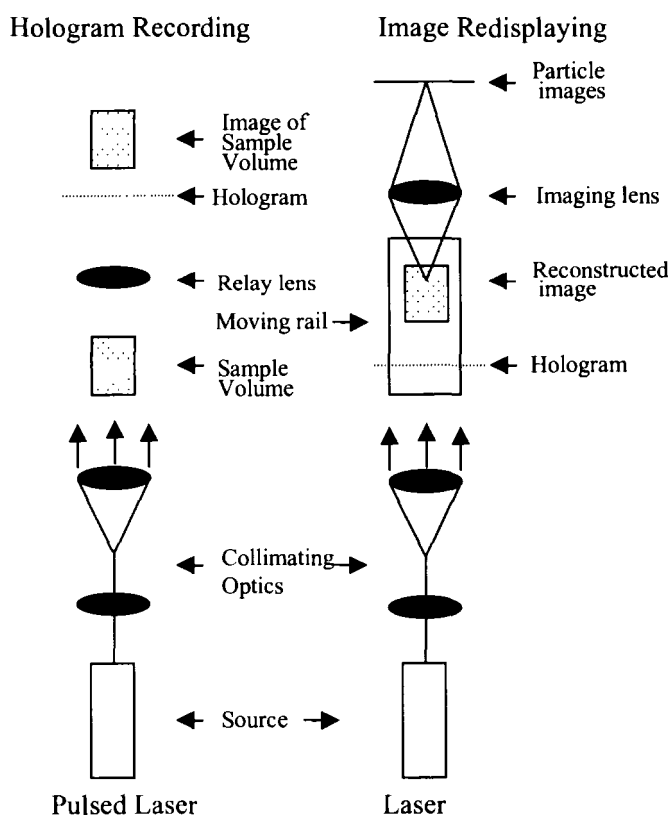 Hologram Recording
Image Redisplaying
Particle
images
Image of
Sample
Volume
Hologram
Imaging lens
Relay lens
Reconstructed
image
Moving rail
Sample
Volume
Hologram
Collimating
Optics
Source
Pulsed Laser
Laser